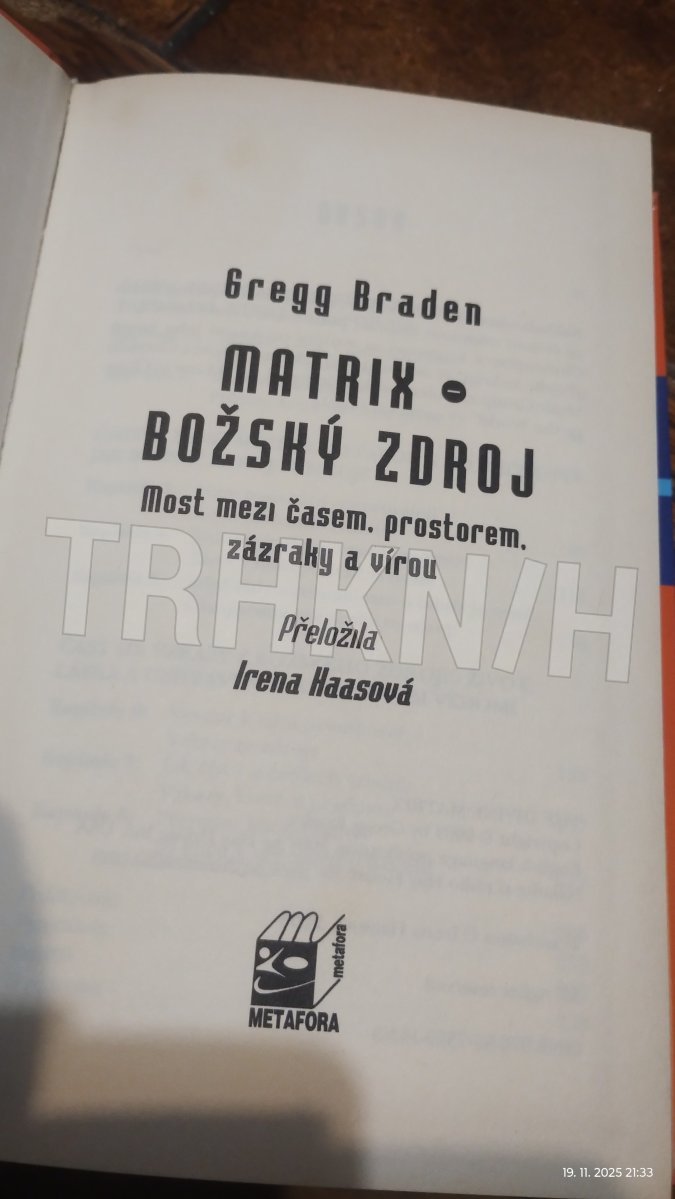 Gregg Braden
MATRIX –
BOŽSKÝ ZDROJ
Most mezi časem, prostorem,
zázraky a vírou
TRHKN/H
Přeložila
Irena Haasová
metafora
METAFORA
19. 11. 2025 21:33